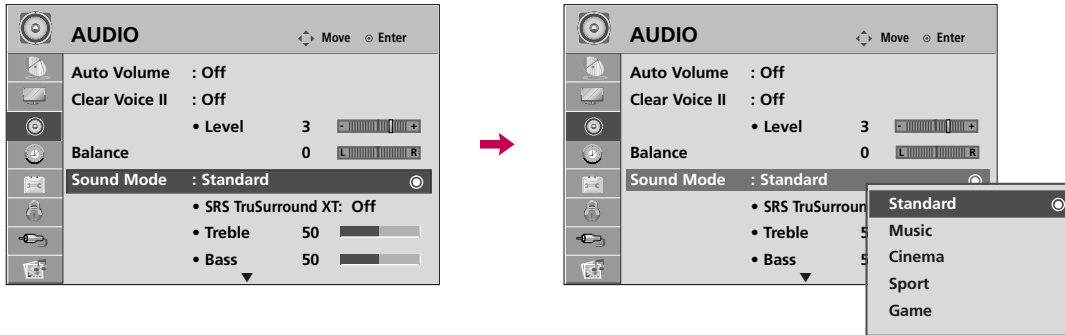 AUDIO Move Enter
Auto Volume : Off
Clear Voice II : Off
• Level 3 - +
Balance 0 L R
Sound Mode : Standard
• SRS TruSurround XT: Off
• Treble 50
• Bass 50
AUDIO Move Enter
Auto Volume : Off
Clear Voice II : Off
• Level 3 - +
Balance 0 L R
Sound Mode : Standard
• SRS TruSurroun
• Treble 5
• Bass 5
Standard
Music
Cinema
Sport
Game